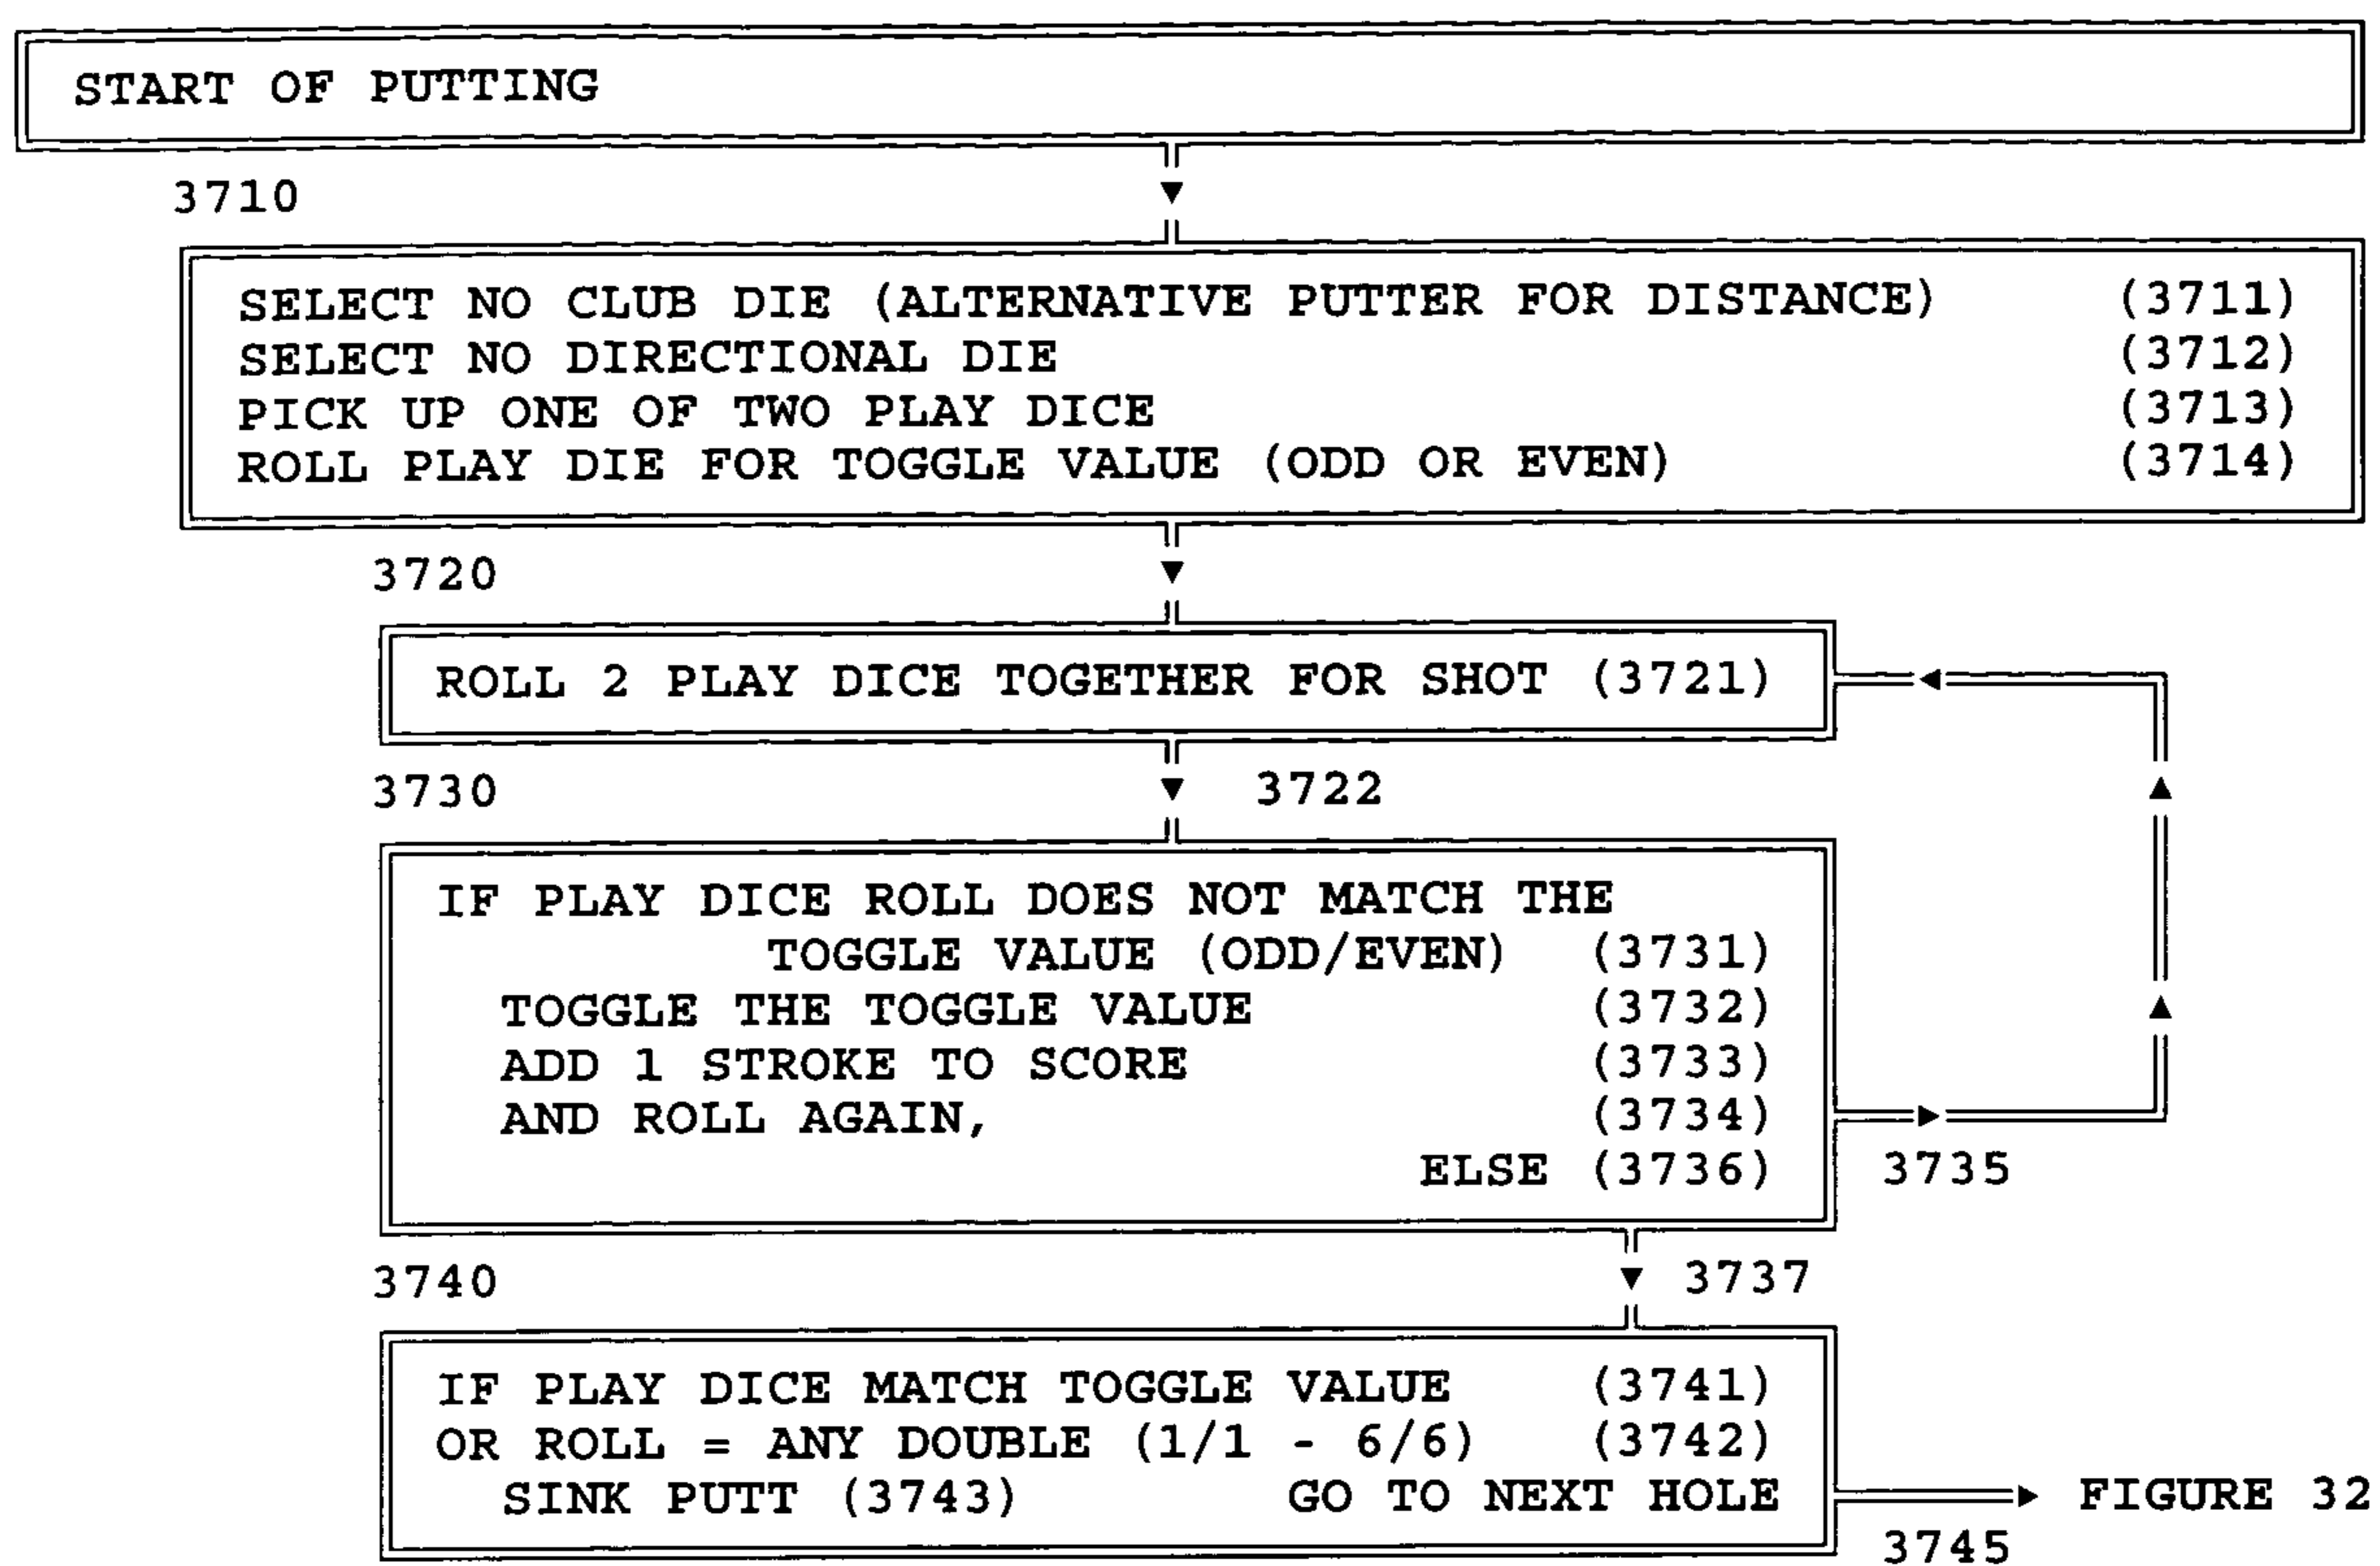 START OF PUTTING
3710
SELECT NO CLUB DIE (ALTERNATIVE PUTTER FOR DISTANCE) (3711)
SELECT NO DIRECTIONAL DIE (3712)
PICK UP ONE OF TWO PLAY DICE (3713)
ROLL PLAY DIE FOR TOGGLE VALUE (ODD OR EVEN) (3714)
3720
ROLL 2 PLAY DICE TOGETHER FOR SHOT (3721)
3730 3722
IF PLAY DICE ROLL DOES NOT MATCH THE
TOGGLE VALUE (ODD/EVEN) (3731)
TOGGLE THE TOGGLE VALUE (3732)
ADD 1 STROKE TO SCORE (3733)
AND ROLL AGAIN, (3734)
ELSE (3736) 3735
3740 3737
IF PLAY DICE MATCH TOGGLE VALUE (3741)
OR ROLL = ANY DOUBLE (1/1 - 6/6) (3742)
SINK PUTT (3743) GO TO NEXT HOLE FIGURE 32
3745